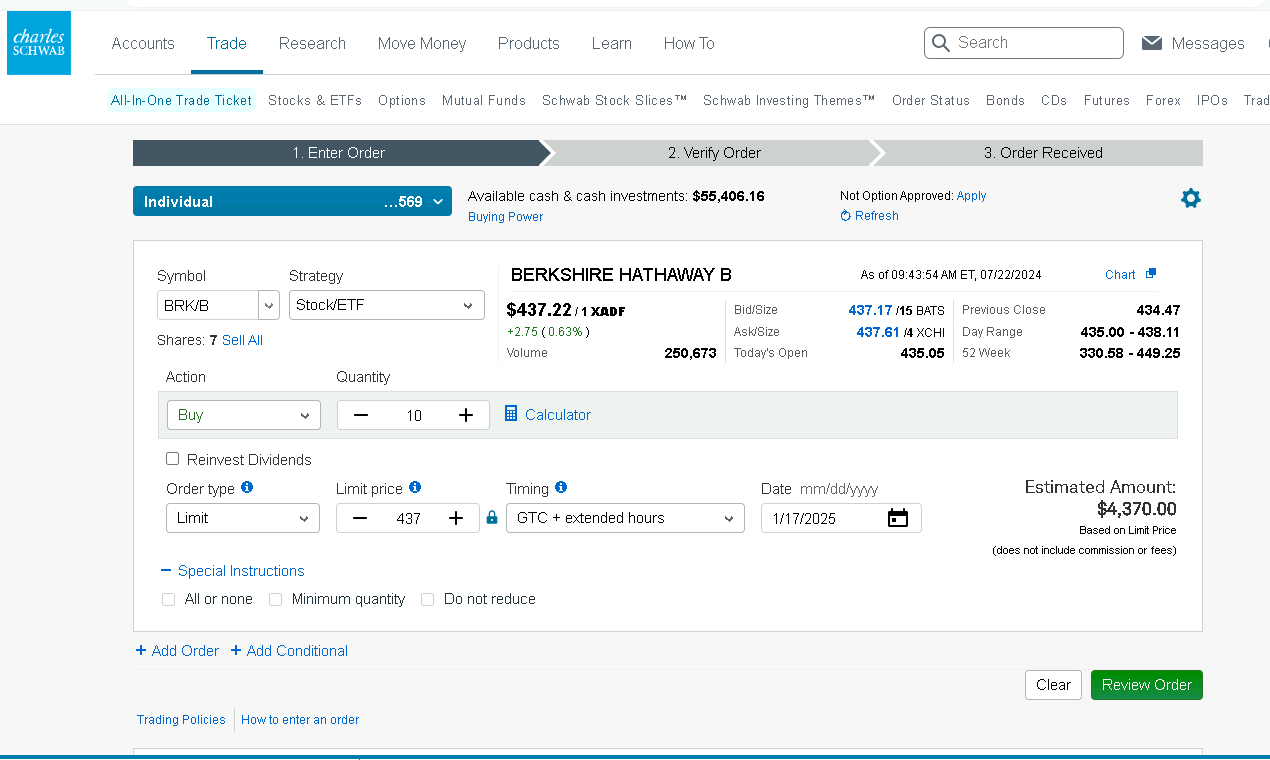 charles
SCHWAB
Accounts Trade Research Move Money Products Learn How To Search Messages
All-In-One Trade Ticket Stocks & ETFs Options Mutual Funds Schwab Stock Slices™ Schwab Investing Themes™ Order Status Bonds CDs Futures Forex IPOs Trad
1. Enter Order 2. Verify Order 3. Order Received
Individual ...569 Available cash & cash investments: $55,406.16 Not Option Approved: Apply
Buying Power Refresh
Symbol Strategy BERKSHIRE HATHAWAY B As of 09:43:54 AM ET, 07/22/2024 Chart
BRK/B Stock/ETF $437.22 / 1 XADF Bid/Size 437.17 /15 BATS Previous Close 434.47
+2.75 ( 0.63% ) Ask/Size 437.61 /4 XCHI Day Range 435.00 - 438.11
Shares: 7 Sell All Volume 250,673 Today's Open 435.05 52 Week 330.58 - 449.25
Action Quantity
Buy 10 Calculator
Reinvest Dividends
Order type Limit price Timing Date mm/dd/yyyy Estimated Amount:
Limit 437 GTC + extended hours 1/17/2025 $4,370.00
Based on Limit Price
(does not include commission or fees)
Special Instructions
All or none Minimum quantity Do not reduce
+ Add Order + Add Conditional
Clear Review Order
Trading Policies How to enter an order